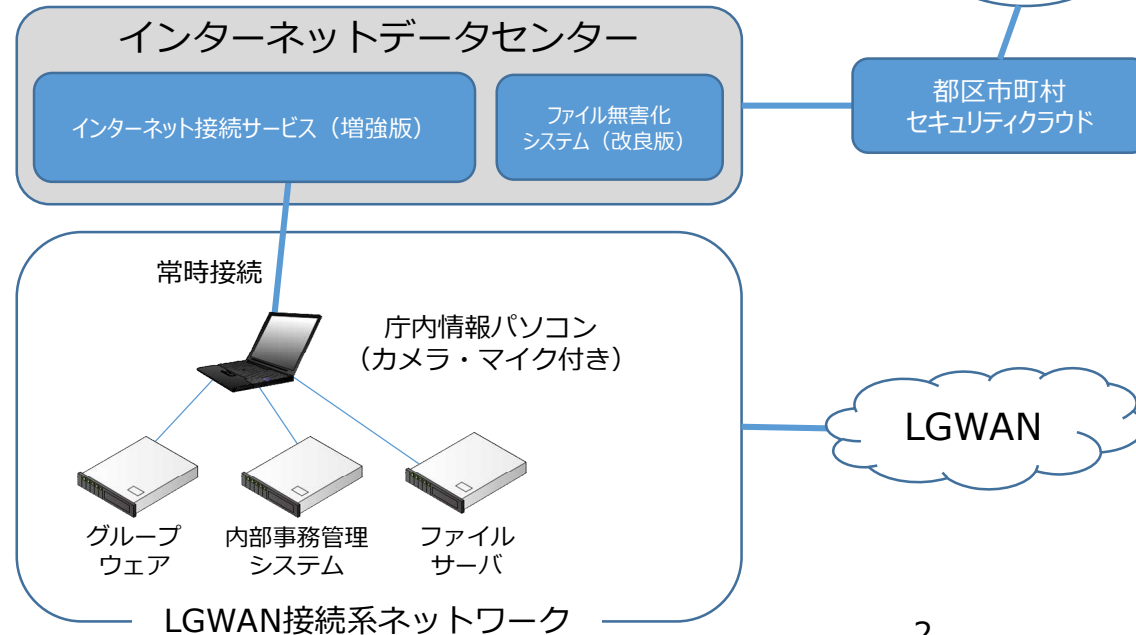 インターネットデータセンター
インターネット接続サービス（増強版）
ファイル無害化
システム（改良版）
都区市町村
セキュリティクラウド
常時接続
庁内情報パソコン
（カメラ・マイク付き）
LGWAN
グループ
ウェア
内部事務管理
システム
ファイル
サーバ
LGWAN接続系ネットワーク
2